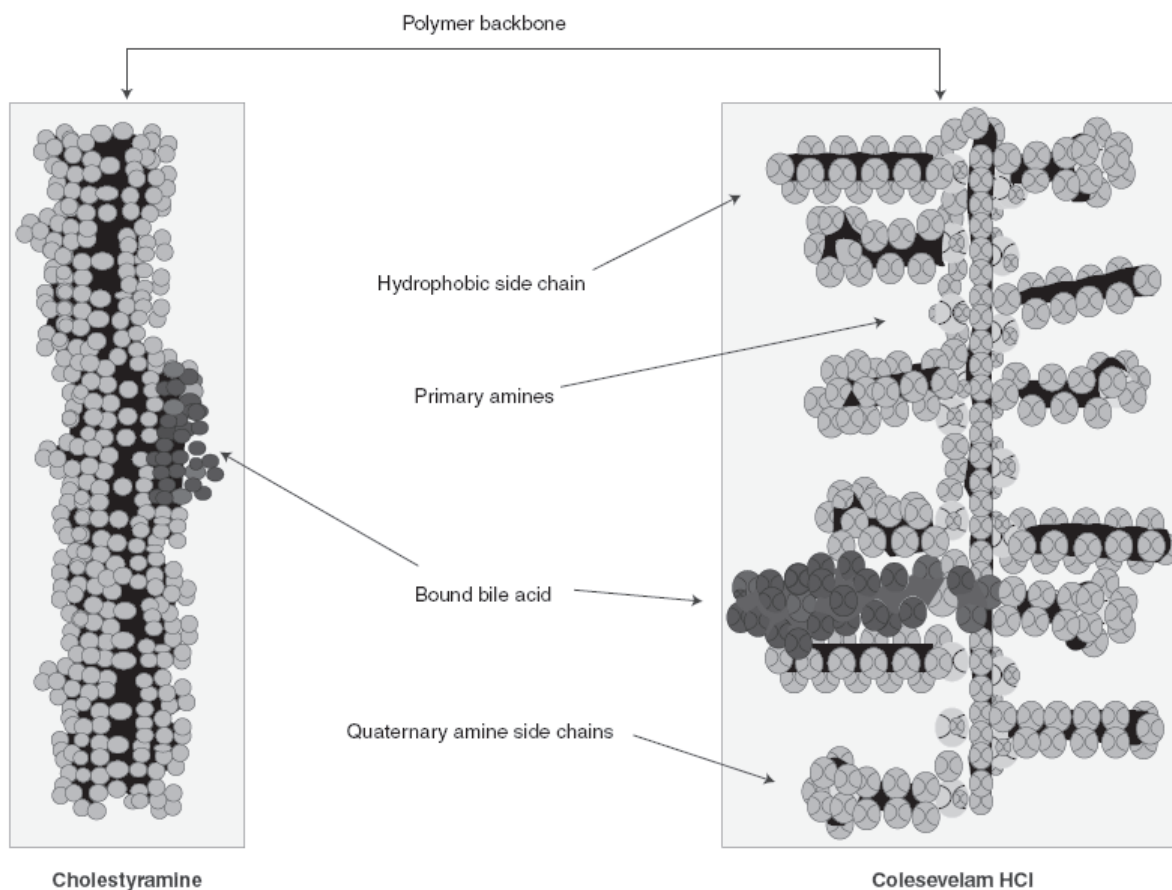 Polymer backbone
Hydrophobic side chain
Primary amines
Bound bile acid
Quaternary amine side chains
Cholestyramine
Colesevelam HCl